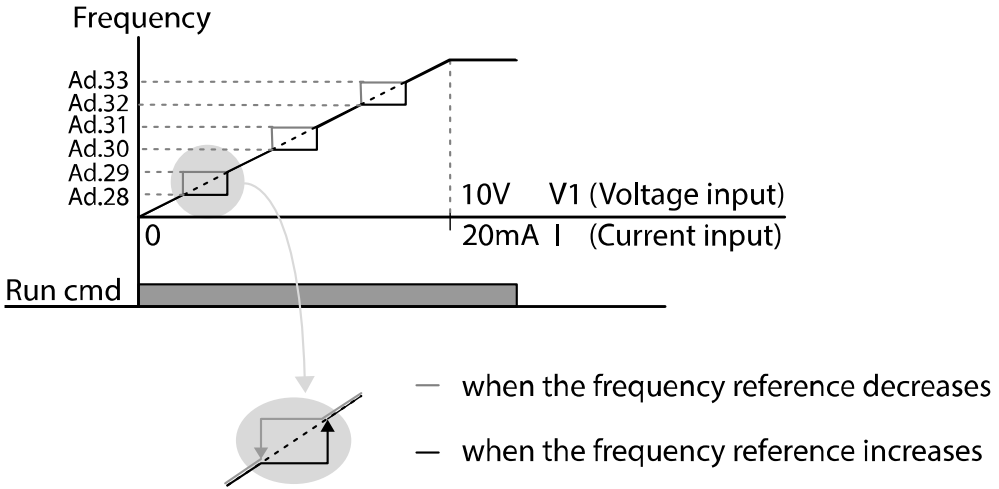 Frequency
Ad.33
Ad.32
Ad.31
Ad.30
Ad.29
Ad.28
10V V1 (Voltage input)
0
20mA I (Current input)
Run cmd
when the frequency reference decreases
when the frequency reference increases